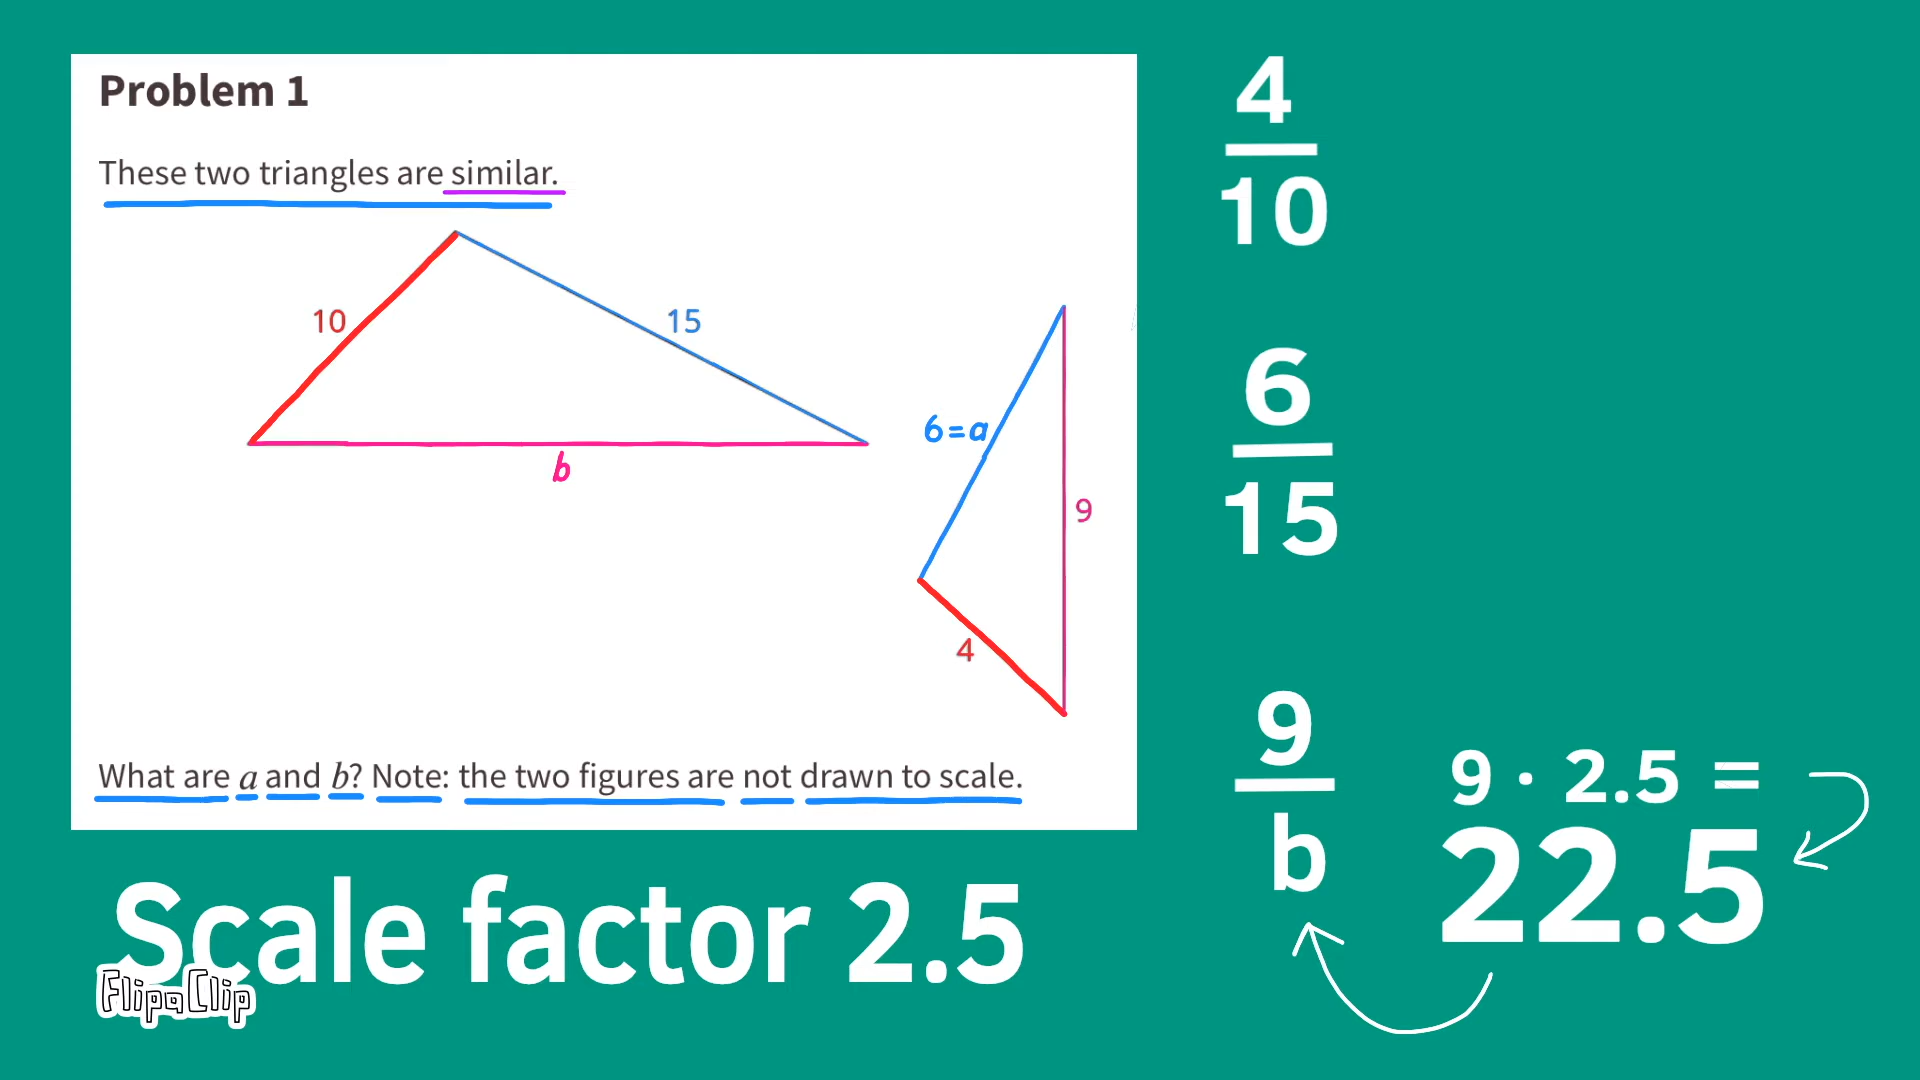 Problem 1
These two triangles are similar.
10
15
b
6=a
9
4
What are a and b? Note: the two figures are not drawn to scale.
Scale factor 2.5
FlipaClip
4
10
6
15
9
b
9 · 2.5 =
22.5